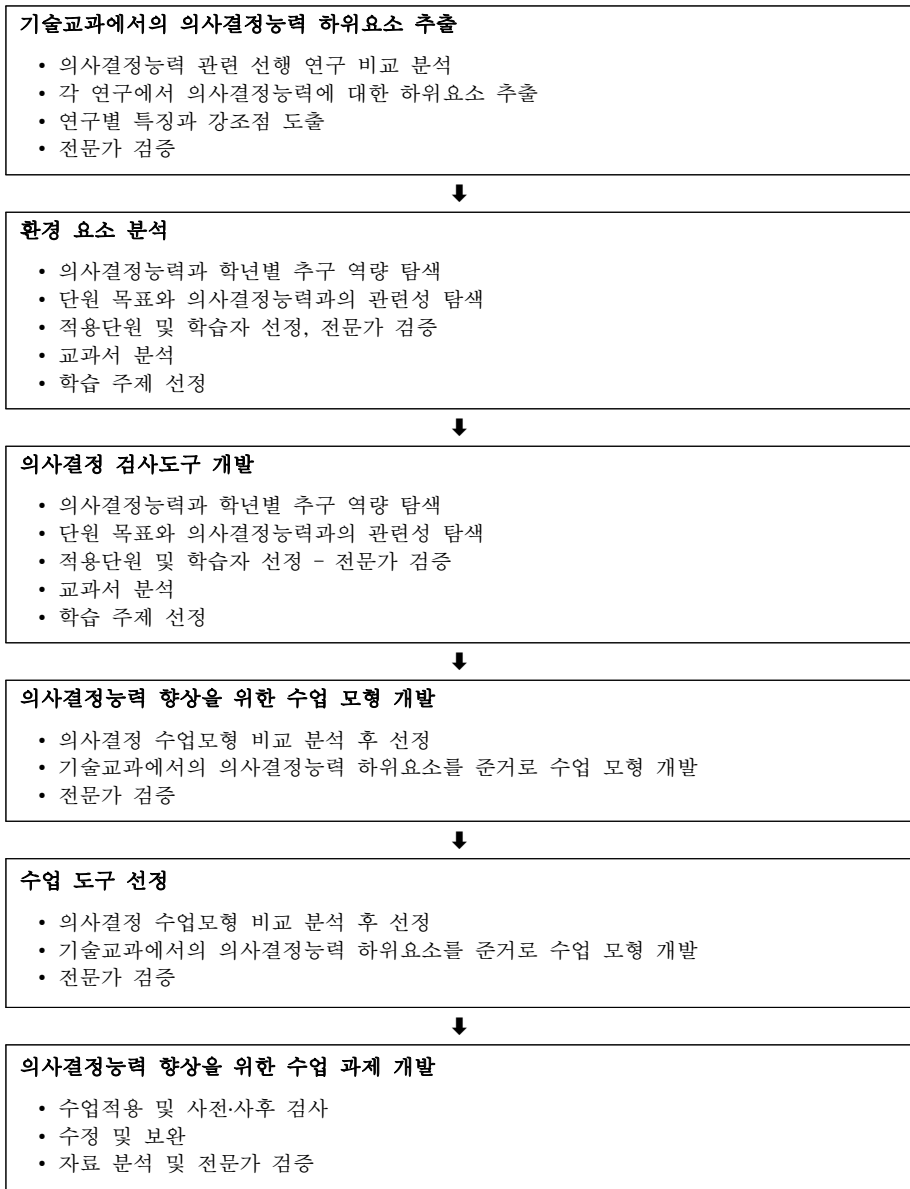 기술교과에서의 의사결정능력 하위요소 추출
• 의사결정능력 관련 선행 연구 비교 분석
• 각 연구에서 의사결정능력에 대한 하위요소 추출
• 연구별 특징과 강조점 도출
• 전문가 검증
⬇
환경 요소 분석
• 의사결정능력과 학년별 추구 역량 탐색
• 단원 목표와 의사결정능력과의 관련성 탐색
• 적용단원 및 학습자 선정, 전문가 검증
• 교과서 분석
• 학습 주제 선정
⬇
의사결정 검사도구 개발
• 의사결정능력과 학년별 추구 역량 탐색
• 단원 목표와 의사결정능력과의 관련성 탐색
• 적용단원 및 학습자 선정 – 전문가 검증
• 교과서 분석
• 학습 주제 선정
⬇
의사결정능력 향상을 위한 수업 모형 개발
• 의사결정 수업모형 비교 분석 후 선정
• 기술교과에서의 의사결정능력 하위요소를 준거로 수업 모형 개발
• 전문가 검증
⬇
수업 도구 선정
• 의사결정 수업모형 비교 분석 후 선정
• 기술교과에서의 의사결정능력 하위요소를 준거로 수업 모형 개발
• 전문가 검증
⬇
의사결정능력 향상을 위한 수업 과제 개발
• 수업적용 및 사전·사후 검사
• 수정 및 보완
• 자료 분석 및 전문가 검증